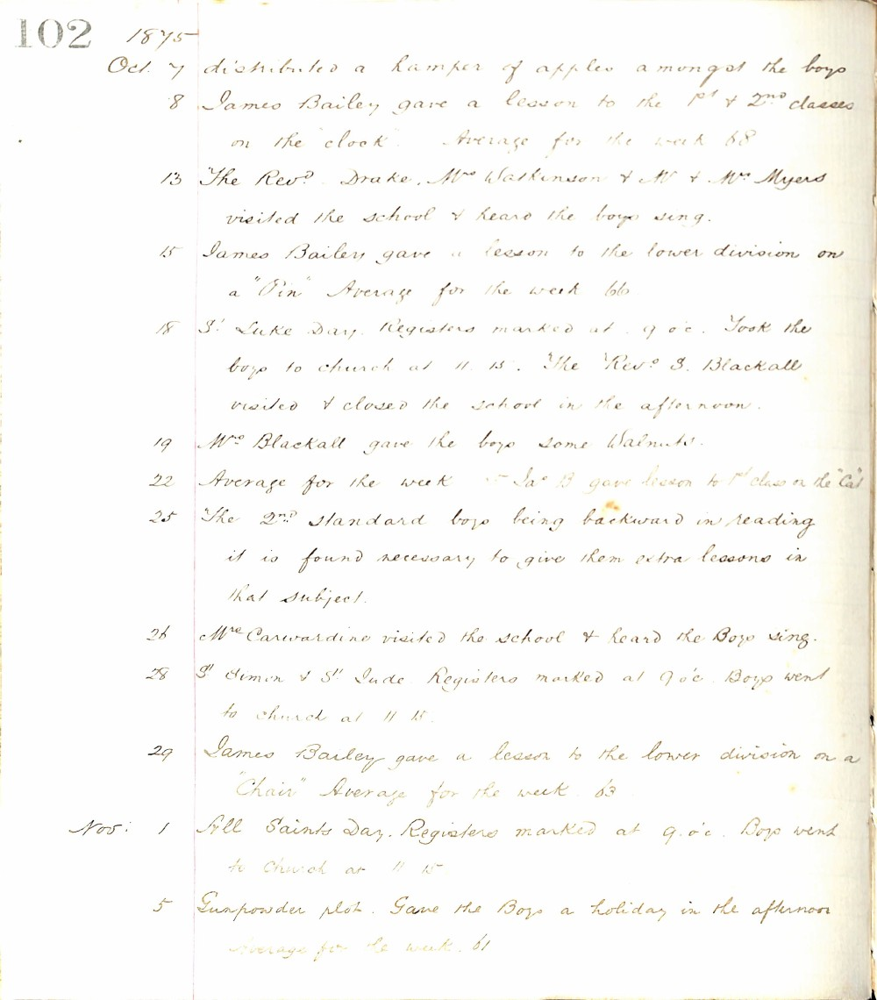 102 1875
Oct. 7 distributed a hamper of apples amongst the boys
8 James Bailey gave a lesson to the 1st & 2nd classes
on the "clock". Average for the week 68
13 The Revd. Drake, Mrs Watkinson & Mr & Mrs Myers
visited the school & heard the boys sing.
15 James Bailey gave a lesson to the lower division on
a "Pin" Average for the week 66
18 St Luke Day. Registers marked at 9 o'c. Took the
boys to church at 11.15. The Revd S. Blackall
visited & closed the school in the afternoon.
19 Mrs Blackall gave the boys some Walnuts.
22 Average for the week Jas B gave lesson to 1st class on the "Cat"
25 The 2nd standard boys being backward in reading
it is found necessary to give them extra lessons in
that subject.
26 Mrs Carwardine visited the school & heard the Boys sing.
28 St Simon & St Jude. Registers marked at 9 o'c. Boys went
to church at 11 15.
29 James Bailey gave a lesson to the lower division on a
"Chair" Average for the week. 63
Nov: 1 All Saints Day. Registers marked at 9. o'c. Boys went
to Church at 11 15
5 Gunpowder plot. Gave the Boys a holiday in the afternoon
Average for the week. 61